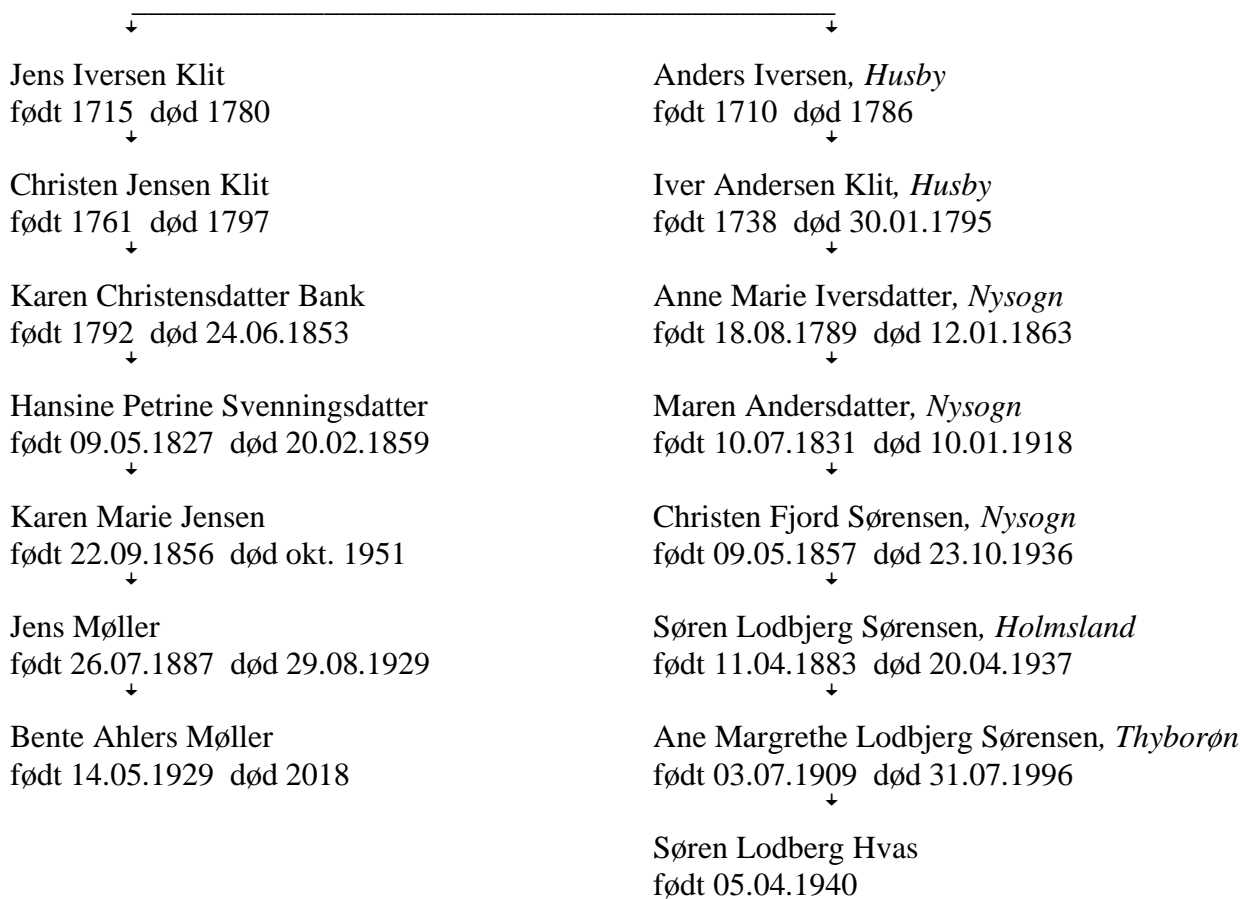 Jens Iversen Klit
født 1715 død 1780
Christen Jensen Klit
født 1761 død 1797
Karen Christensdatter Bank
født 1792 død 24.06.1853
Hansine Petrine Svenningsdatter
født 09.05.1827 død 20.02.1859
Karen Marie Jensen
født 22.09.1856 død okt. 1951
Jens Møller
født 26.07.1887 død 29.08.1929
Bente Ahlers Møller
født 14.05.1929 død 2018
Anders Iversen, Husby
født 1710 død 1786
Iver Andersen Klit, Husby
født 1738 død 30.01.1795
Anne Marie Iversdatter, Nysogn
født 18.08.1789 død 12.01.1863
Maren Andersdatter, Nysogn
født 10.07.1831 død 10.01.1918
Christen Fjord Sørensen, Nysogn
født 09.05.1857 død 23.10.1936
Søren Lodbjerg Sørensen, Holmsland
født 11.04.1883 død 20.04.1937
Ane Margrethe Lodbjerg Sørensen, Thyborøn
født 03.07.1909 død 31.07.1996
Søren Lodberg Hvas
født 05.04.1940